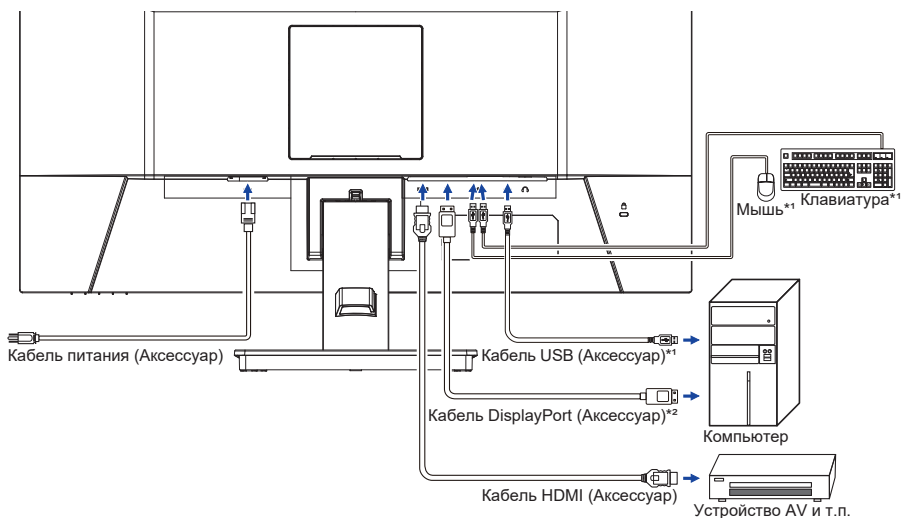 Мышь*¹
Клавиатура*¹
Кабель питания (Аксессуар)
Кабель USB (Аксессуар)*¹
Кабель DisplayPort (Аксессуар)*²
Компьютер
Кабель HDMI (Аксессуар)
Устройство AV и т.п.